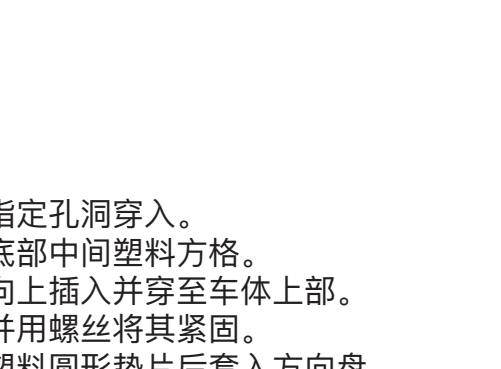 指定孔洞穿入。
底部中间塑料方格。
向上插入并穿至车体上部。
并用螺丝将其紧固。
塑料圆形垫片后套入方向盘